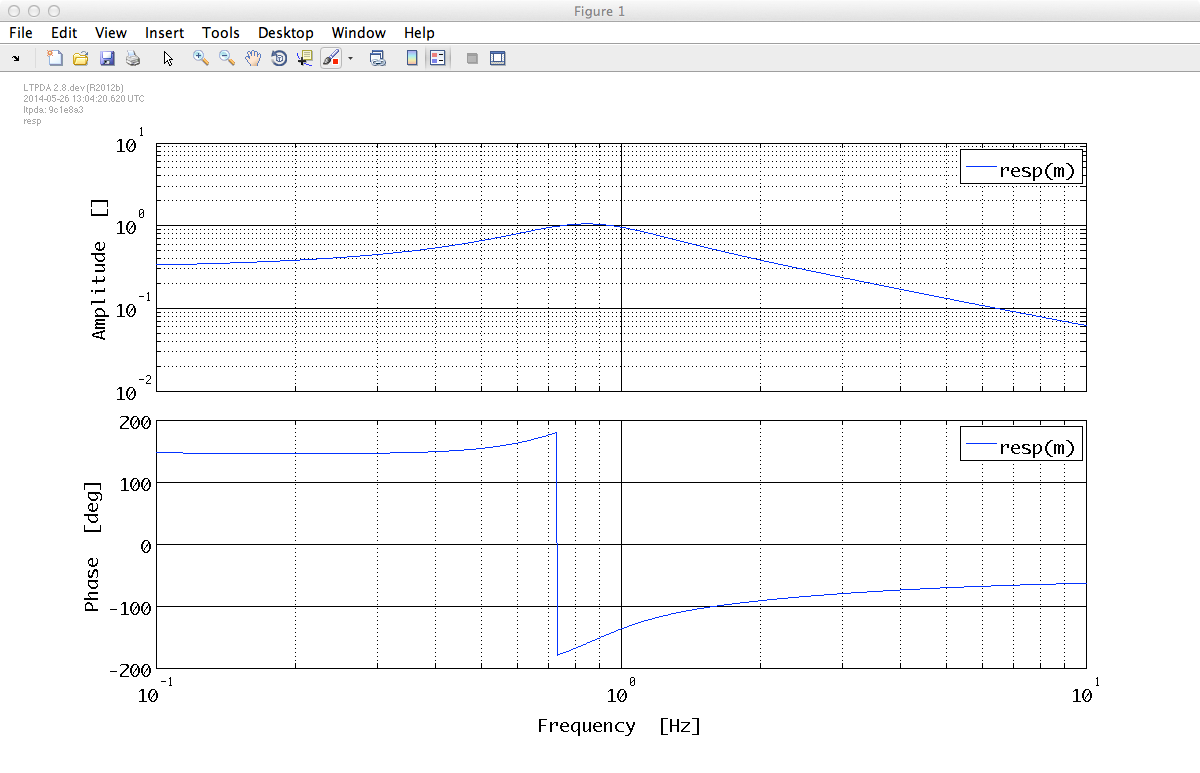 Figure 1
File Edit View Insert Tools Desktop Window Help
LTPDA 2.8.dev (R2012b)
2014-05-26 13:04:20.620 UTC
ltpda: 9c1e8a3
resp
10^1
10^0
10^-1
10^-2
Amplitude []
resp(m)
200
100
0
-100
-200
Phase [deg]
resp(m)
10^-1 10^0 10^1
Frequency [Hz]